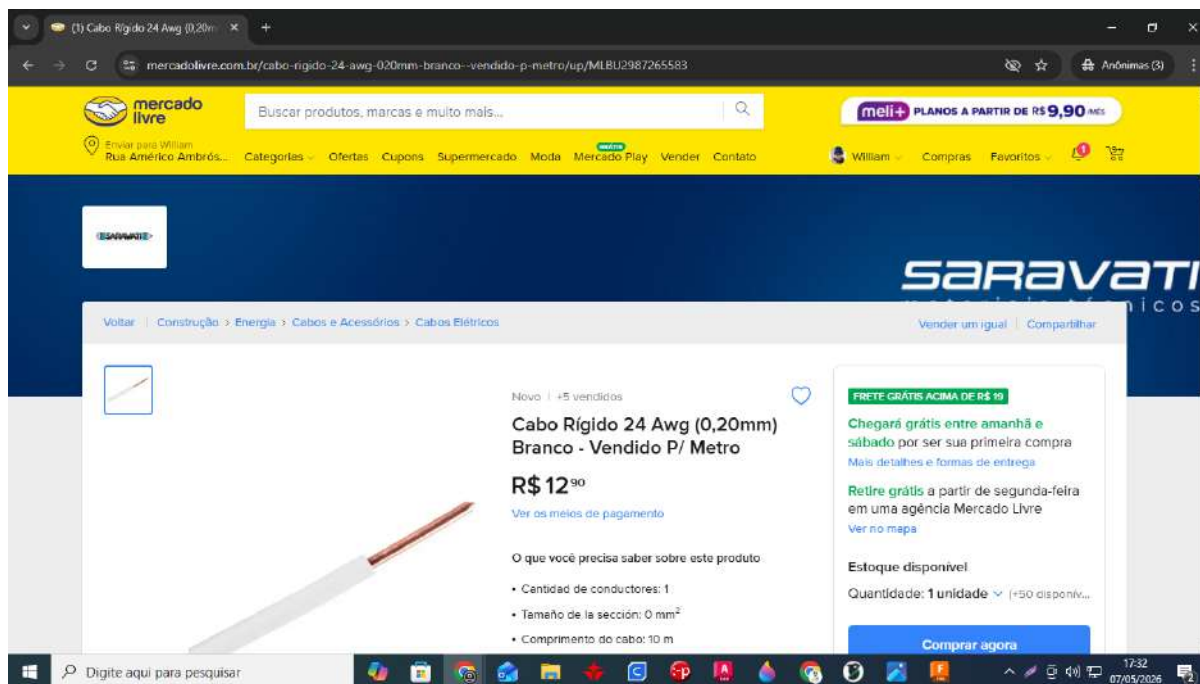 (1) Cabo Rígido 24 Awg (0,20m
mercadolivre.com.br/cabo-rigido-24-awg-020mm-branco--vendido-p-metro/up/MLBU2987265583
Anônimas (3)
mercado
livre
Buscar produtos, marcas e muito mais...
meli+ PLANOS A PARTIR DE R$ 9,90 /MÊS
Enviar para William
Rua Américo Ambrós...
Categorias
Ofertas
Cupons
Supermercado
Moda
GRÁTIS
Mercado Play
Vender
Contato
William
Compras
Favoritos
1
SARAVATI
saravati
materiais técnicos
Voltar | Construção > Energia > Cabos e Acessórios > Cabos Elétricos
Vender um igual | Compartilhar
Novo | +5 vendidos
Cabo Rígido 24 Awg (0,20mm)
Branco - Vendido P/ Metro
R$ 12 90
Ver os meios de pagamento
O que você precisa saber sobre este produto
• Cantidad de conductores: 1
• Tamaño de la sección: 0 mm²
• Comprimento do cabo: 10 m
FRETE GRÁTIS ACIMA DE R$ 19
Chegará grátis entre amanhã e
sábado por ser sua primeira compra
Mais detalhes e formas de entrega
Retire grátis a partir de segunda-feira
em uma agência Mercado Livre
Ver no mapa
Estoque disponível
Quantidade: 1 unidade (+50 disponív...
Comprar agora
Digite aqui para pesquisar
17:32
07/05/2026